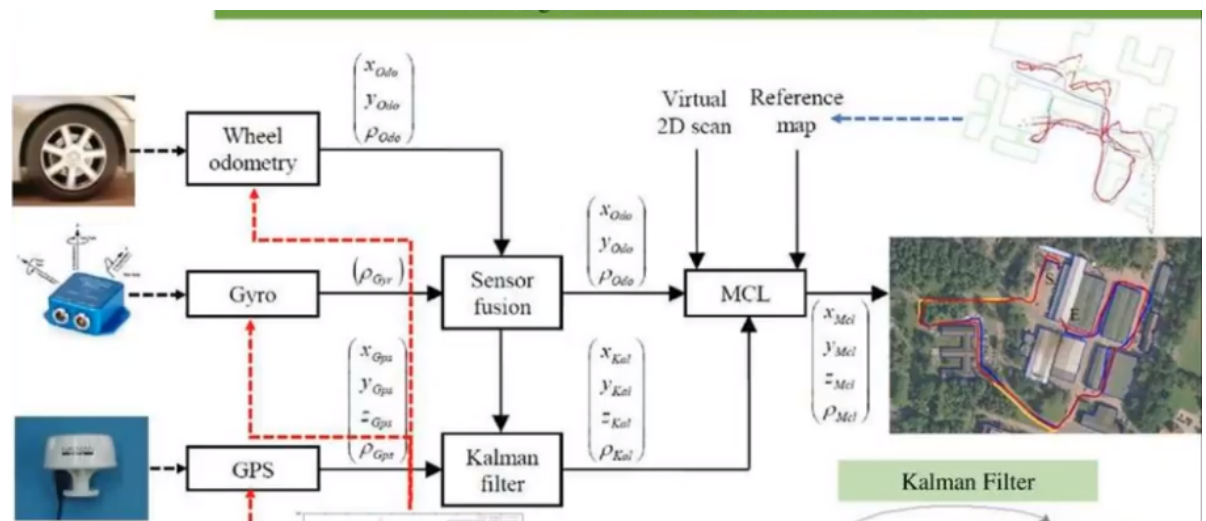 x_Odo
y_Odo
ρ_Odo
Wheel
odometry
Virtual
2D scan
Reference
map
(ρ_Gyr)
Gyro
Sensor
fusion
x_Odo
y_Odo
ρ_Odo
MCL
x_Mcl
y_Mcl
z_Mcl
ρ_Mcl
S
E
x_Gps
y_Gps
z_Gps
ρ_Gps
x_Kal
y_Kal
z_Kal
ρ_Kal
GPS
Kalman
filter
Kalman Filter